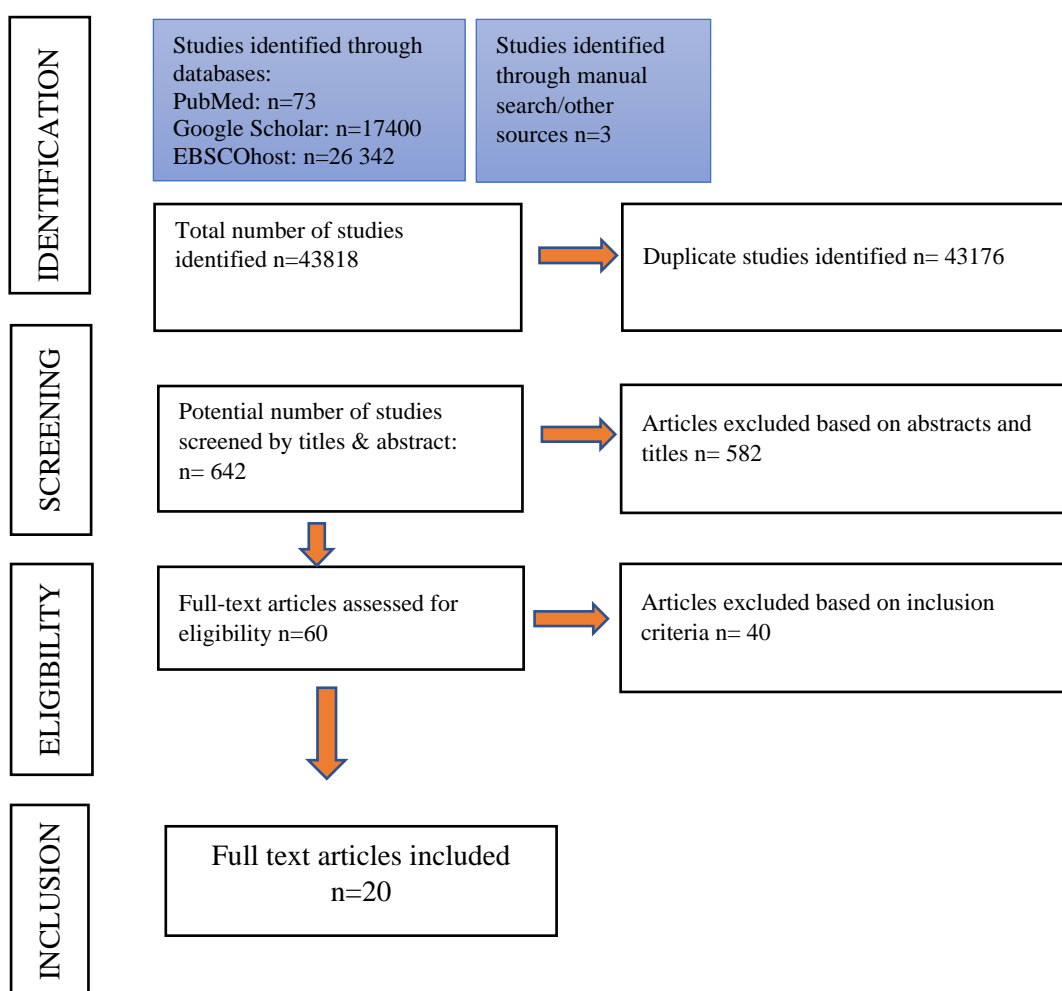 IDENTIFICATION
Studies identified through
databases:
PubMed: n=73
Google Scholar: n=17400
EBSCOhost: n=26 342
Studies identified
through manual
search/other
sources n=3
Total number of studies
identified n=43818
Duplicate studies identified n= 43176
SCREENING
Potential number of studies
screened by titles & abstract:
n= 642
Articles excluded based on abstracts and
titles n= 582
ELIGIBILITY
Full-text articles assessed for
eligibility n=60
Articles excluded based on inclusion
criteria n= 40
INCLUSION
Full text articles included
n=20